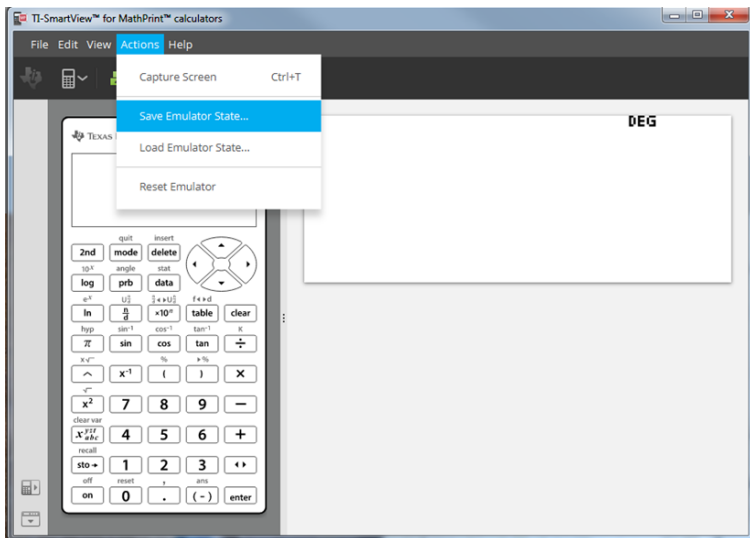 TI-SmartView™ for MathPrint™ calculators
File Edit View Actions Help
Capture Screen Ctrl+T
Save Emulator State...
Load Emulator State...
Reset Emulator
DEG
TEXAS
quit insert
2nd mode delete
10ˣ angle stat
log prb data
eˣ f◄►d
ln n/d ×10ⁿ table clear
hyp sin⁻¹ cos⁻¹ tan⁻¹ K
π sin cos tan ÷
x√‾ % ►%
^ x⁻¹ ( ) ×
√‾
x² 7 8 9 −
clear var
x yzt abc 4 5 6 +
recall
sto→ 1 2 3 ◄►
off reset , ans
on 0 . (-) enter